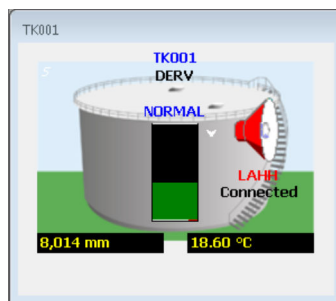 TK001
TK001
DERV
NORMAL
LAHH
Connected
8,014 mm
18.60 °C